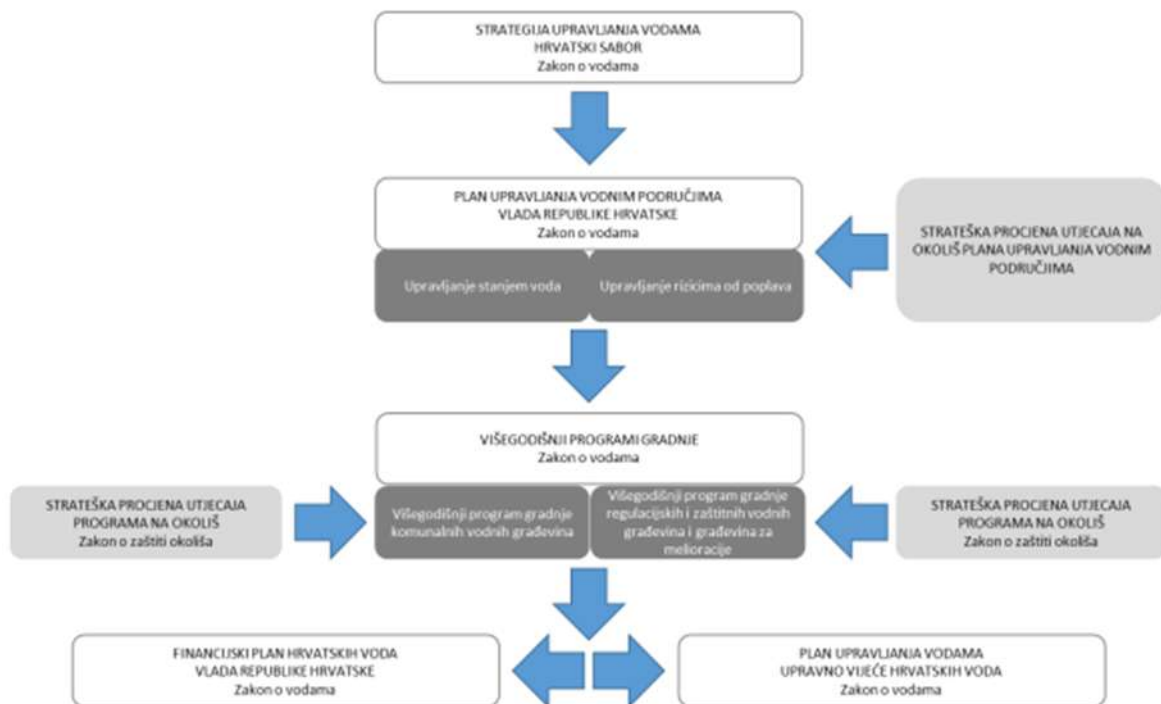 STRATEGIJA UPRAVLJANJA VODAMA
HRVATSKI SABOR
Zakon o vodama
PLAN UPRAVLJANJA VODNIM PODRUČJIMA
VLADA REPUBLIKE HRVATSKE
Zakon o vodama
Upravljanje stanjem voda
Upravljanje rizicima od poplava
STRATEŠKA PROCJENA UTJECAJA NA
OKOLIŠ PLANA UPRAVLJANJA VODNIM
PODRUČJIMA
VIŠEGODIŠNJI PROGRAMI GRADNJE
Zakon o vodama
STRATEŠKA PROCJENA UTJECAJA
PROGRAMA NA OKOLIŠ
Zakon o zaštiti okoliša
Višegodišnji program gradnje
komunalnih vodnih građevina
Višegodišnji program gradnje
regulacijskih i zaštitnih vodnih
građevina i građevina za
melioracije
STRATEŠKA PROCJENA UTJECAJA
PROGRAMA NA OKOLIŠ
Zakon o zaštiti okoliša
FINANCIJSKI PLAN HRVATSKIH VODA
VLADA REPUBLIKE HRVATSKE
Zakon o vodama
PLAN UPRAVLJANJA VODAMA
UPRAVNO VIJEĆE HRVATSKIH VODA
Zakon o vodama